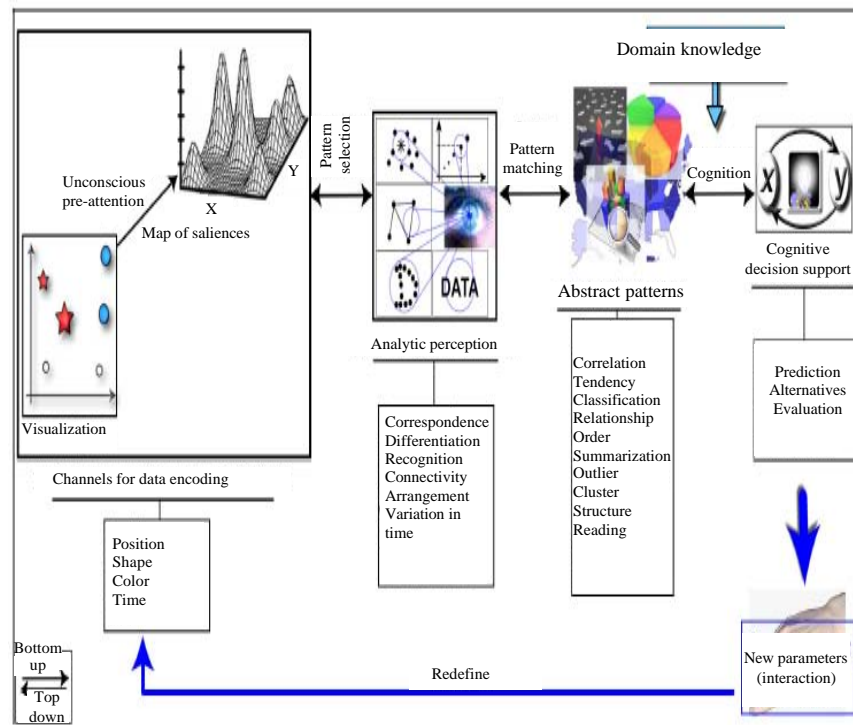 Domain knowledge
Unconscious
pre-attention
X
Y
Map of saliences
Visualization
Pattern
selection
DATA
Analytic perception
Pattern
matching
Abstract patterns
Cognition
X
y
Cognitive
decision support
Channels for data encoding
Position
Shape
Color
Time
Correspondence
Differentiation
Recognition
Connectivity
Arrangement
Variation in
time
Correlation
Tendency
Classification
Relationship
Order
Summarization
Outlier
Cluster
Structure
Reading
Prediction
Alternatives
Evaluation
New parameters
(interaction)
Redefine
Bottom
up
Top
down